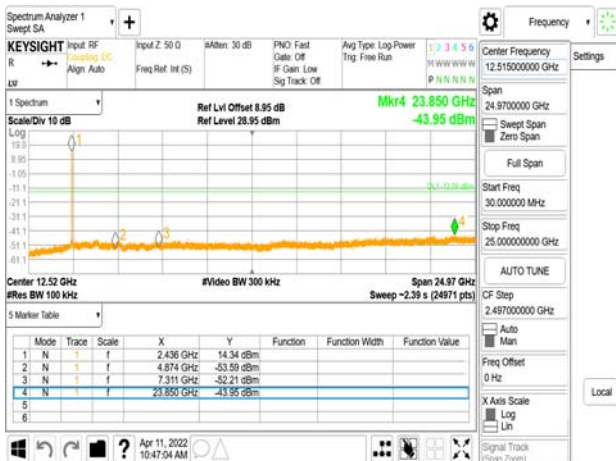 Spectrum Analyzer 1
Swept SA
Frequency
KEYSIGHT Input: RF Input Z: 50 Ω #Atten: 30 dB PNO: Fast Avg Type: Log-Power 1 2 3 4 5 6
R Coupling: DC Gate: Off Trig: Free Run M W W W W W
Align: Auto Freq Ref: Int (S) IF Gain: Low
Sig Track: Off P N N N N N
Center Frequency
12.515000000 GHz
Settings
Span
24.9700000 GHz
Swept Span
Zero Span
Full Span
Start Freq
30.000000 MHz
Stop Freq
25.000000000 GHz
AUTO TUNE
CF Step
2.497000000 GHz
Auto
Man
Freq Offset
0 Hz
X Axis Scale
Log
Lin
Signal Track
(Span Zoom)
Local
1 Spectrum
Ref Lvl Offset 8.95 dB
Mkr4 23.850 GHz
Scale/Div 10 dB
Ref Level 28.95 dBm
-43.95 dBm
Log
19.0
8.95
-1.05
-11.1
-21.1
-31.1
-41.1
-51.1
-61.1
1
2
3
4
Center 12.52 GHz
#Video BW 300 kHz
Span 24.97 GHz
#Res BW 100 kHz
Sweep ~2.39 s (24971 pts)
5 Marker Table
Mode Trace Scale X Y Function Function Width Function Value
1 N 1 f 2.436 GHz 14.34 dBm
2 N 1 f 4.874 GHz -53.59 dBm
3 N 1 f 7.311 GHz -52.21 dBm
4 N 1 f 23.850 GHz -43.95 dBm
5
6
Apr 11, 2022
10:47:04 AM